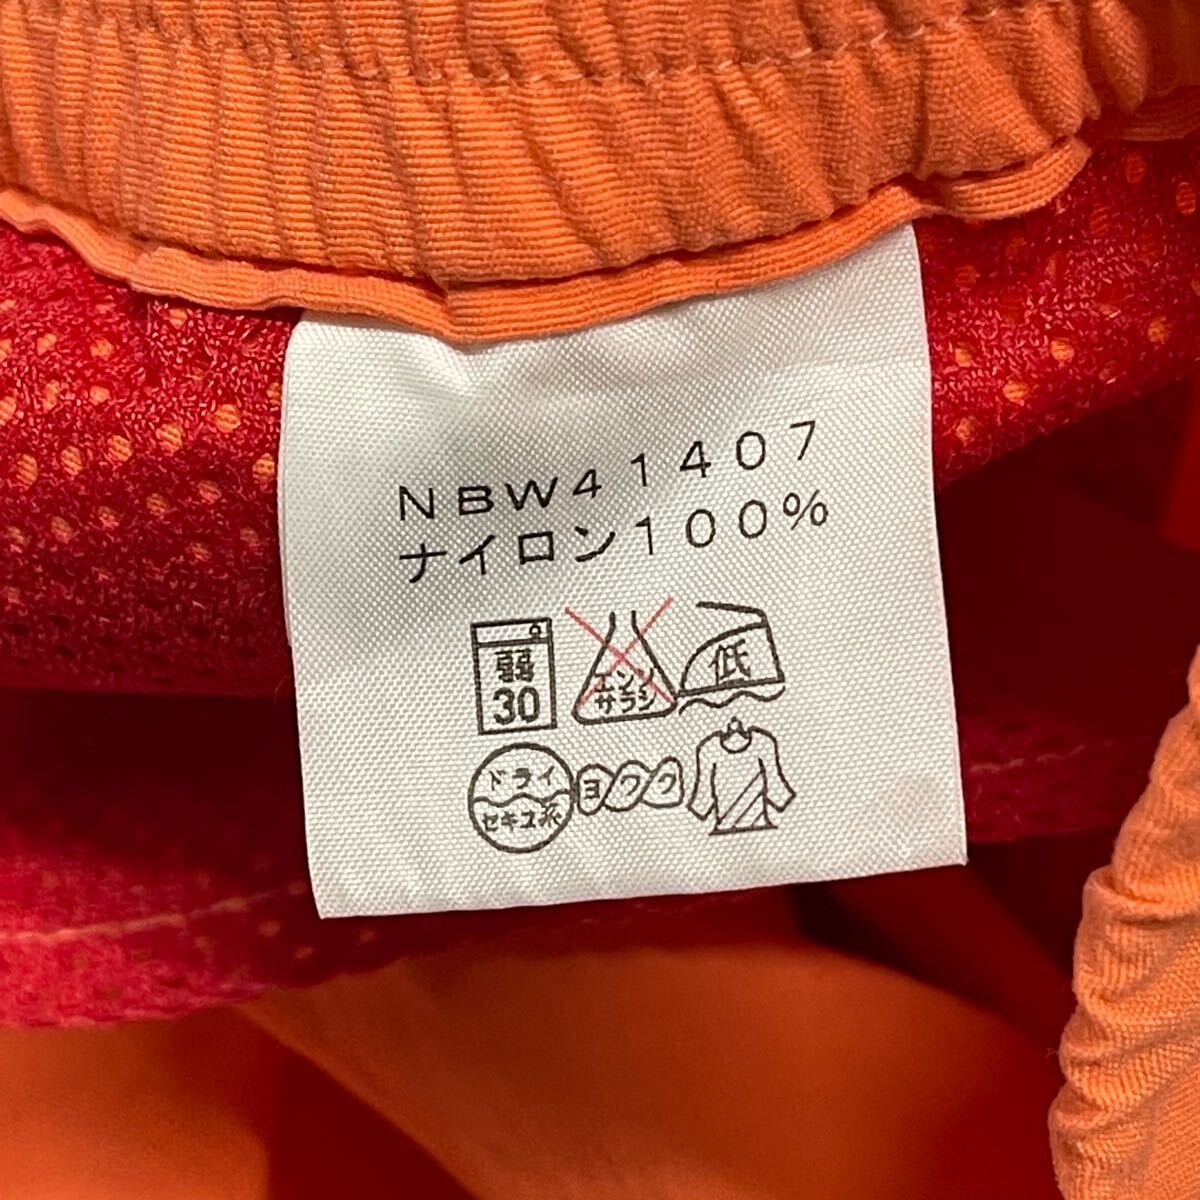 NBW41407
ナイロン100%
弱
30
エンソ
サラシ
低
ドライ
セキユ系
ヨワク